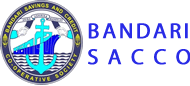 BANDARI SAVINGS AND CREDIT
CO-OPERATIVE SOCIETY
BANDARI
SACCO